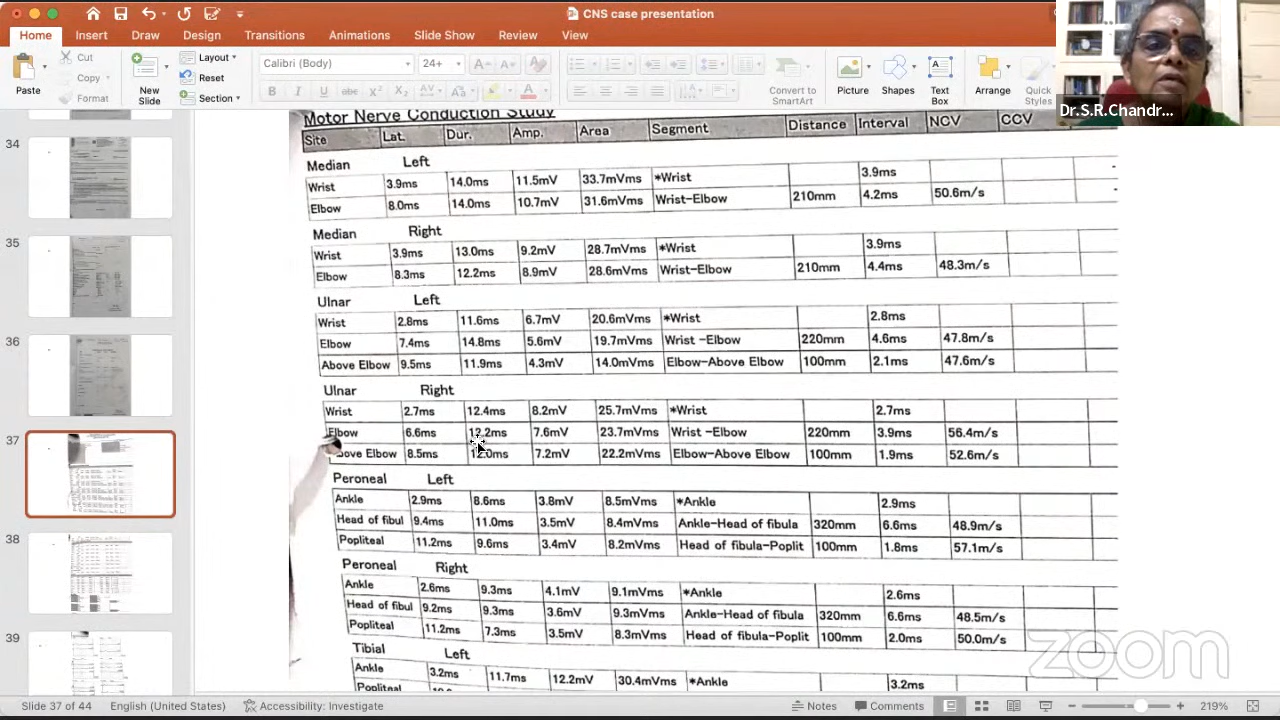 CNS case presentation
Home Insert Draw Design Transitions Animations Slide Show Review View
Paste
Cut
Copy
Format
New Slide
Layout
Reset
Section
Calibri (Body) 24+
B I U
Convert to SmartArt
Picture
Shapes
Text Box
Arrange
Quick Styles
Dr.S.R.Chandr...
34
35
36
37
38
39
Motor Nerve Conduction Study
Site Lat. Dur. Amp. Area Segment Distance Interval NCV CCV
Median Left
Wrist 3.9ms 14.0ms 11.5mV 33.7mVms *Wrist 3.9ms
Elbow 8.0ms 14.0ms 10.7mV 31.6mVms Wrist-Elbow 210mm 4.2ms 50.6m/s
Median Right
Wrist 3.9ms 13.0ms 9.2mV 28.7mVms *Wrist 3.9ms
Elbow 8.3ms 12.2ms 8.9mV 28.6mVms Wrist-Elbow 210mm 4.4ms 48.3m/s
Ulnar Left
Wrist 2.8ms 11.6ms 6.7mV 20.6mVms *Wrist 2.8ms
Elbow 7.4ms 14.8ms 5.6mV 19.7mVms Wrist -Elbow 220mm 4.6ms 47.8m/s
Above Elbow 9.5ms 11.9ms 4.3mV 14.0mVms Elbow-Above Elbow 100mm 2.1ms 47.6m/s
Ulnar Right
Wrist 2.7ms 12.4ms 8.2mV 25.7mVms *Wrist 2.7ms
Elbow 6.6ms 12.2ms 7.6mV 23.7mVms Wrist -Elbow 220mm 3.9ms 56.4m/s
Elbow 8.5ms 7.2mV 22.2mVms Elbow-Above Elbow 100mm 1.9ms 52.6m/s
Peroneal Left
Ankle 2.9ms 8.6ms 3.8mV 8.5mVms *Ankle 2.9ms
Head of fibul 9.4ms 11.0ms 3.5mV 8.4mVms Ankle-Head of fibula 320mm 6.6ms 48.9m/s
Popliteal 11.2ms 9.6ms 3.4mV 8.2mVms Head of fibula-Poplit 100mm 1.8ms 57.1m/s
Peroneal Right
Ankle 2.6ms 9.3ms 4.1mV 9.1mVms *Ankle 2.6ms
Head of fibul 9.2ms 9.3ms 3.6mV 9.3mVms Ankle-Head of fibula 320mm 6.6ms 48.5m/s
Popliteal 11.2ms 7.3ms 3.5mV 8.3mVms Head of fibula-Poplit 100mm 2.0ms 50.0m/s
Tibial Left
Ankle 3.2ms 11.7ms 12.2mV 30.4mVms *Ankle 3.2ms
Popliteal
zoom
Slide 37 of 44 English (United States) Accessibility: Investigate Notes Comments 219%